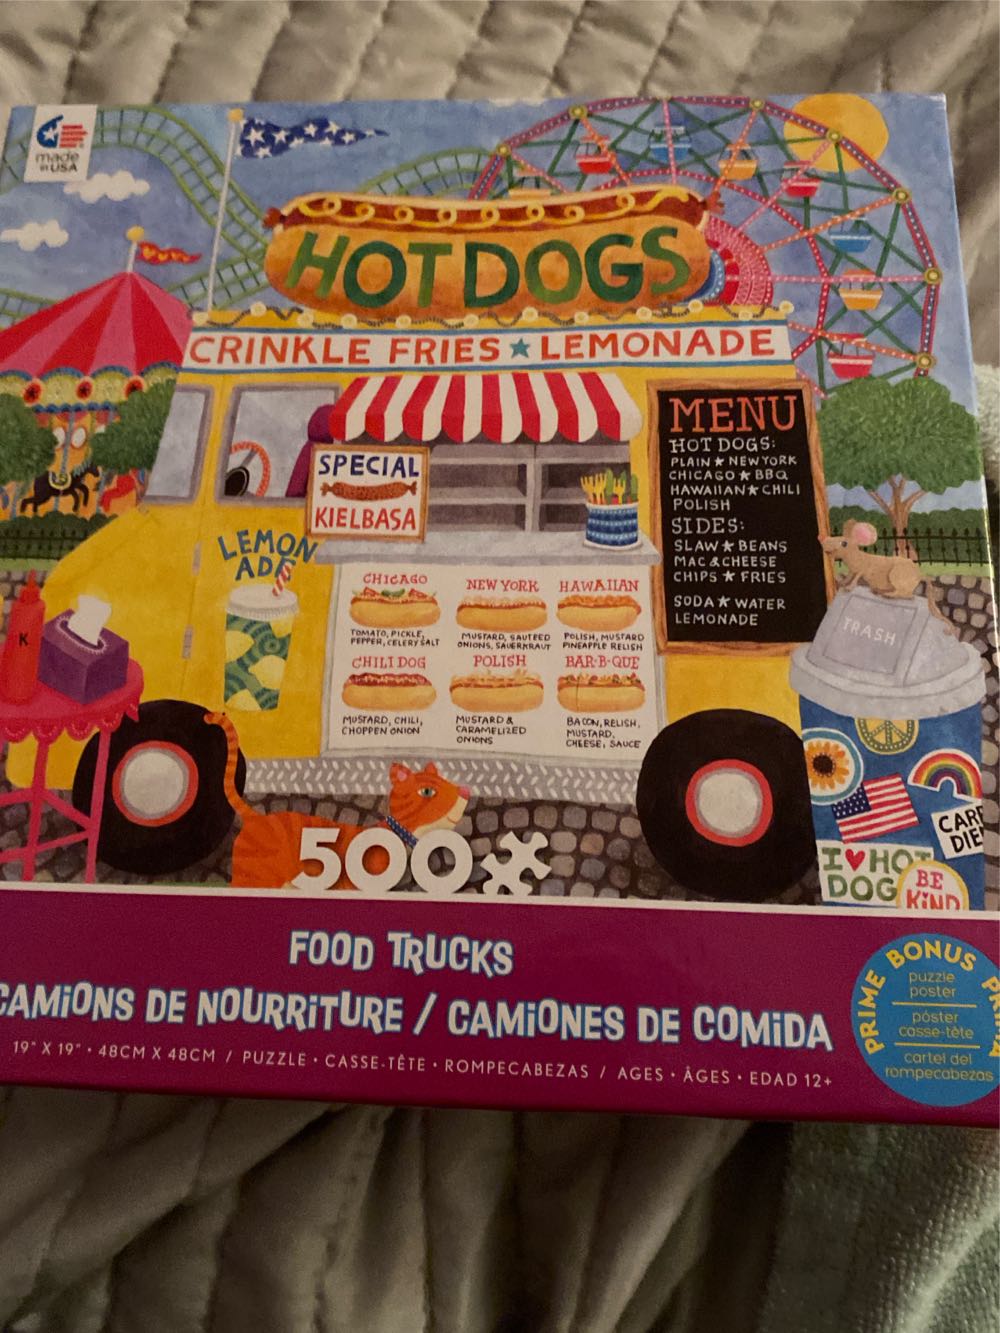 made
IN USA
HOT DOGS
CRINKLE FRIES ★ LEMONADE
SPECIAL
KIELBASA
LEMON
ADE
MENU
HOT DOGS:
PLAIN ★ NEW YORK
CHICAGO ★ BBQ
HAWAIIAN ★ CHILI
POLISH
SIDES:
SLAW ★ BEANS
MAC & CHEESE
CHIPS ★ FRIES
SODA ★ WATER
LEMONADE
CHICAGO
TOMATO, PICKLE,
PEPPER, CELERY SALT
NEW YORK
MUSTARD, SAUTEED
ONIONS, SAUERKRAUT
HAWAIIAN
POLISH, MUSTARD
PINEAPPLE RELISH
CHILI DOG
MUSTARD, CHILI,
CHOPPEN ONION
POLISH
MUSTARD &
CARAMELIZED
ONIONS
BAR·B·QUE
BACON, RELISH,
MUSTARD,
CHEESE, SAUCE
K
TRASH
I ♥ HOT
DOG
BE
KiND
500
FOOD TRUCKS
CAMiONS DE NOURRiTURE / CAMiONES DE COMiDA
19" X 19" • 48CM X 48CM / PUZZLE • CASSE-TÊTE • ROMPECABEZAS / AGES • ÂGES • EDAD 12+
PRIME BONUS
puzzle
poster
póster
casse-tête
cartel del
rompecabezas